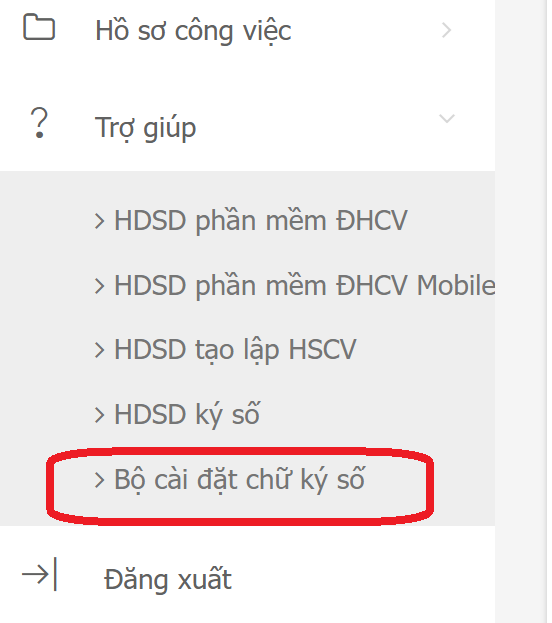 Hồ sơ công việc
Trợ giúp
HDSD phần mềm ĐHCV
HDSD phần mềm ĐHCV Mobile
HDSD tạo lập HSCV
HDSD ký số
Bộ cài đặt chữ ký số
Đăng xuất